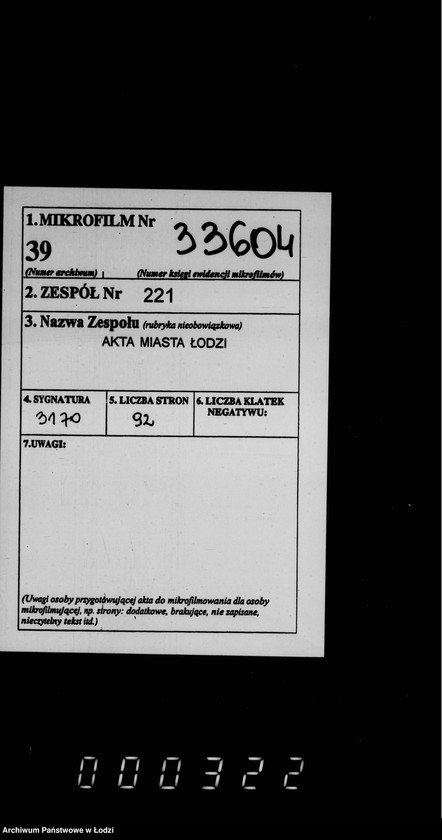 1. MIKROFILM Nr 33604
39
(Numer archiwum) (Numer księgi ewidencji mikrofilmów)
2. ZESPÓŁ Nr 221
3. Nazwa Zespołu (rubryka nieobowiązkowa)
AKTA MIASTA ŁODZI
4. SYGNATURA
3170
5. LICZBA STRON
92
6. LICZBA KLATEK
NEGATYWU:
7.UWAGI:
(Uwagi osoby przygotówującej akta do mikrofilmowania dla osoby
mikrofilmującej, np. strony: dodatkowe, brakujące, nie zapisane,
nieczytelny tekst itd.)
000322
Archiwum Państwowe w Łodzi